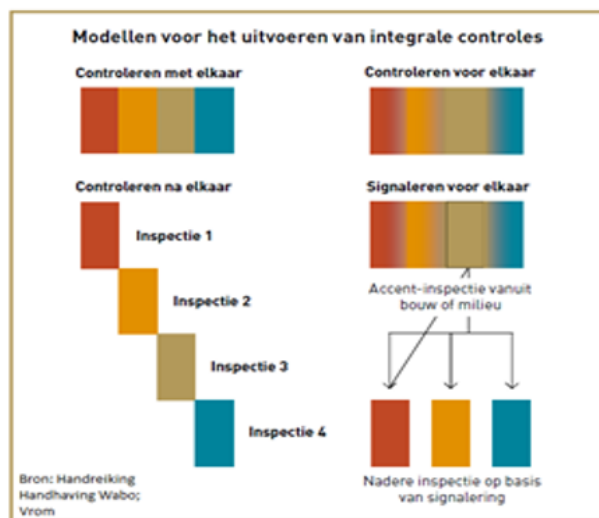 Modellen voor het uitvoeren van integrale controles
Controleren met elkaar
Controleren voor elkaar
Controleren na elkaar
Signaleren voor elkaar
Inspectie 1
Inspectie 2
Inspectie 3
Inspectie 4
Accent-inspectie vanuit
bouw of milieu
Nadere inspectie op basis
van signalering
Bron: Handreiking
Handhaving Wabo;
Vrom